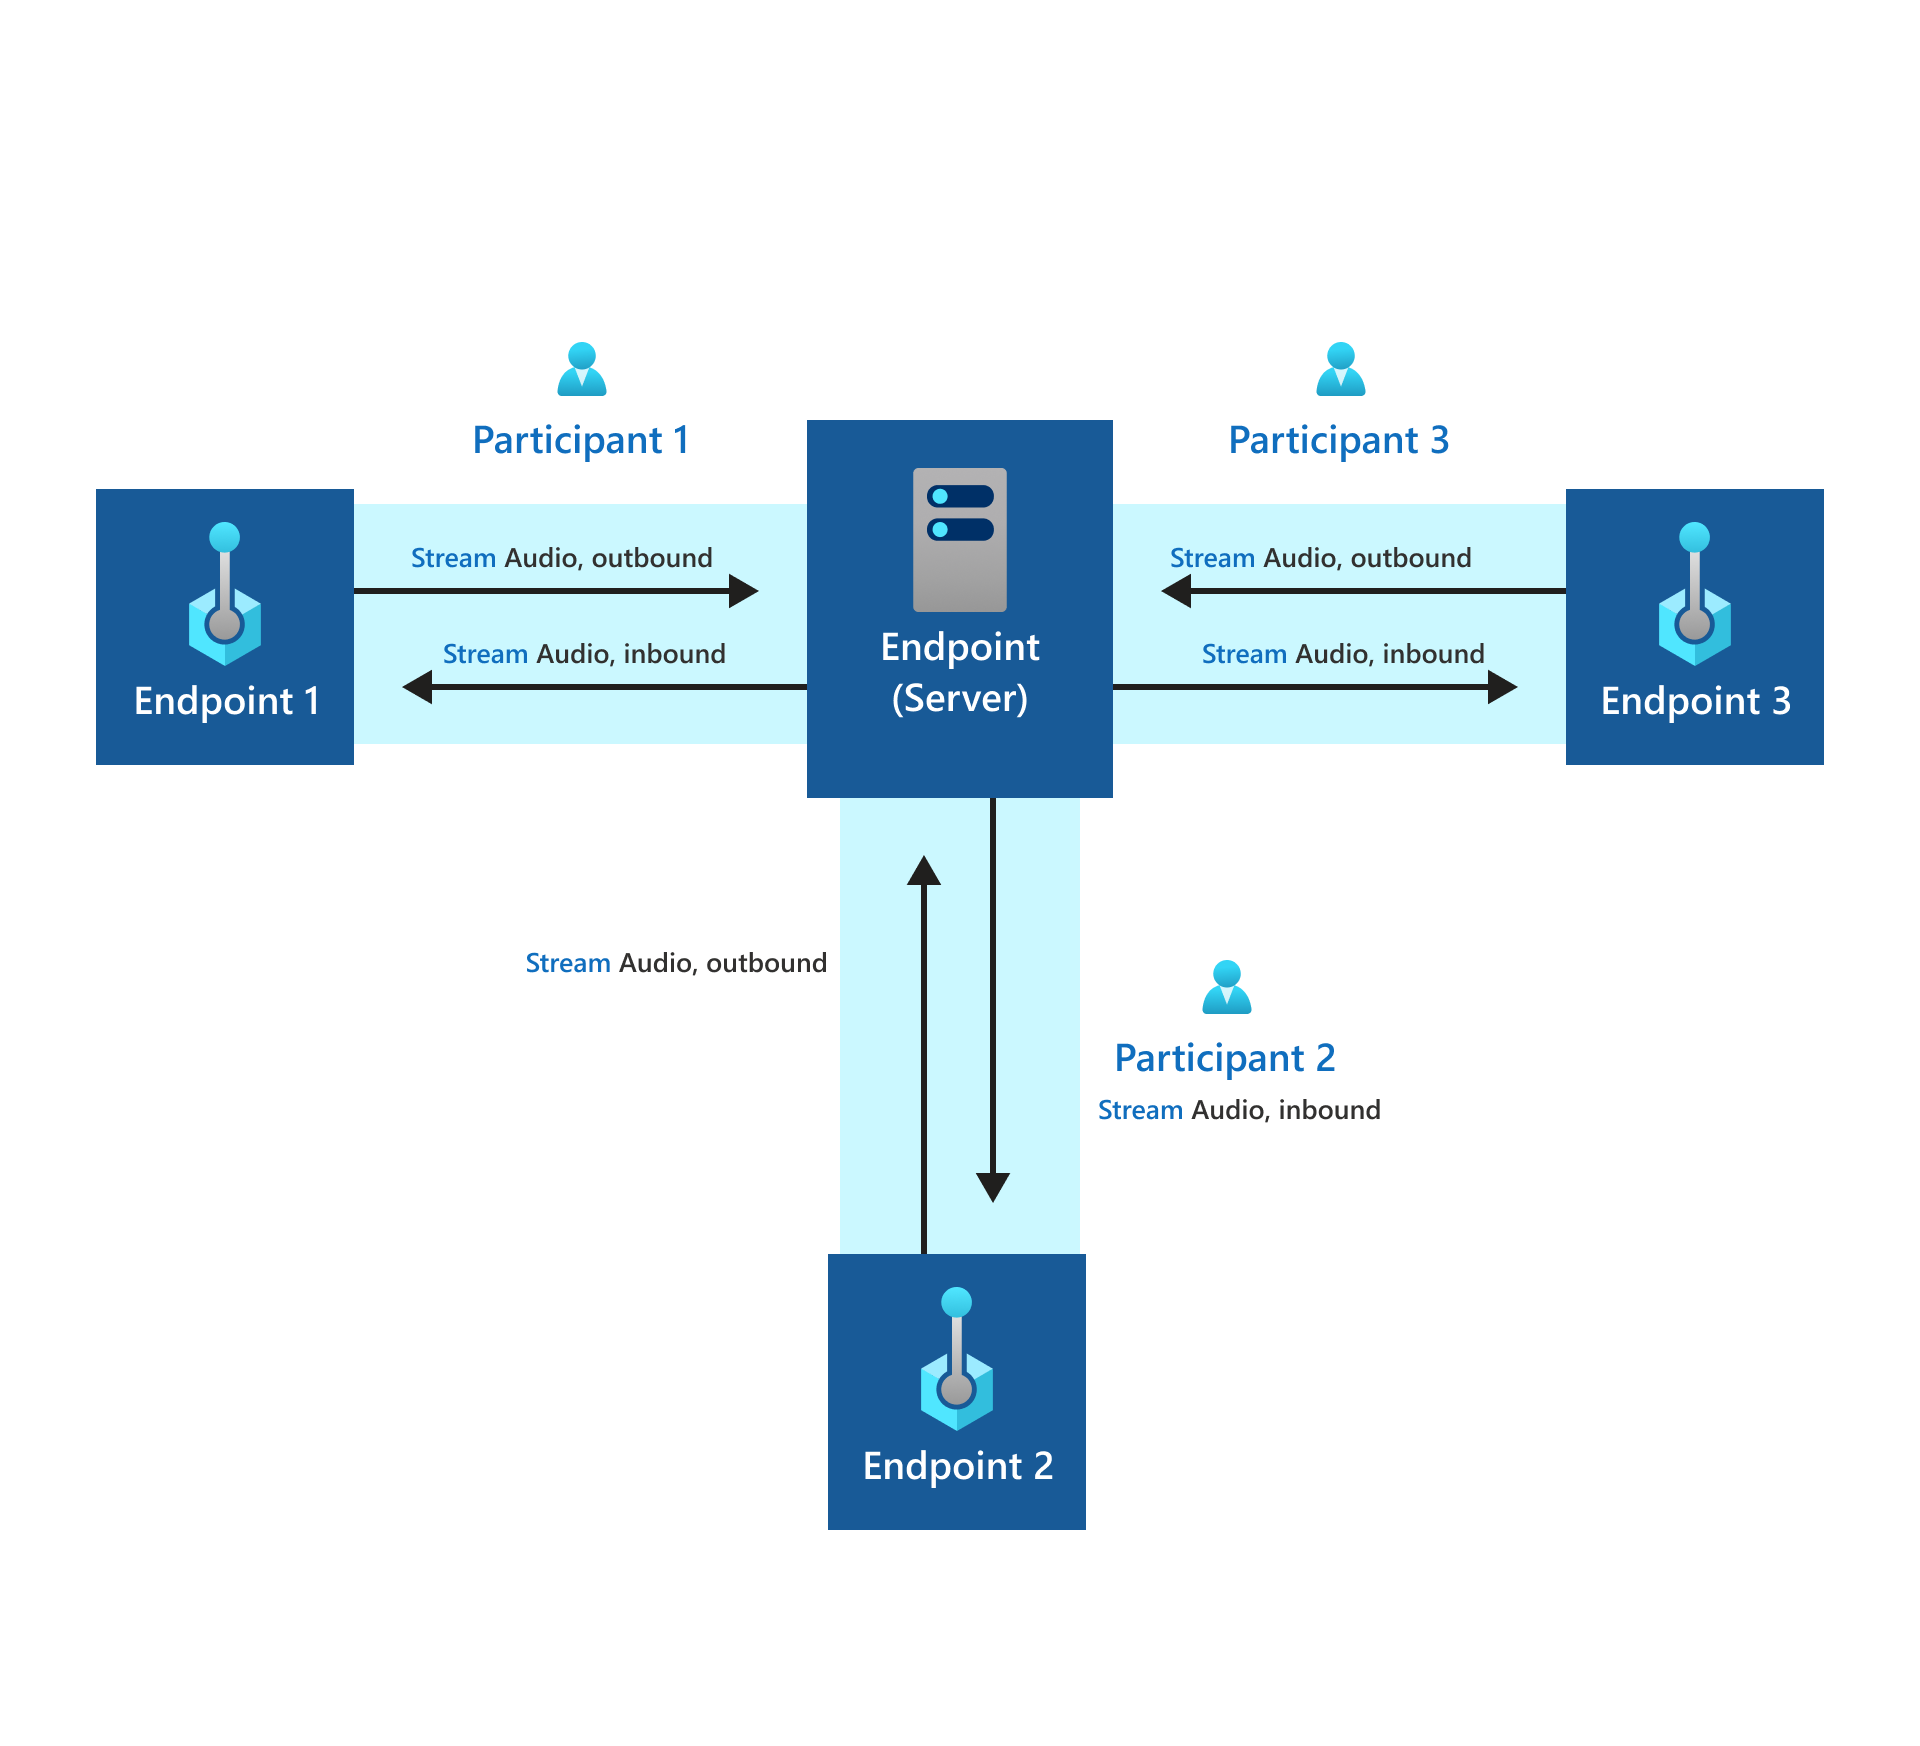 Participant 1
Participant 3
Stream Audio, outbound
Stream Audio, inbound
Endpoint 1
Endpoint
(Server)
Stream Audio, outbound
Stream Audio, inbound
Endpoint 3
Stream Audio, outbound
Participant 2
Stream Audio, inbound
Endpoint 2